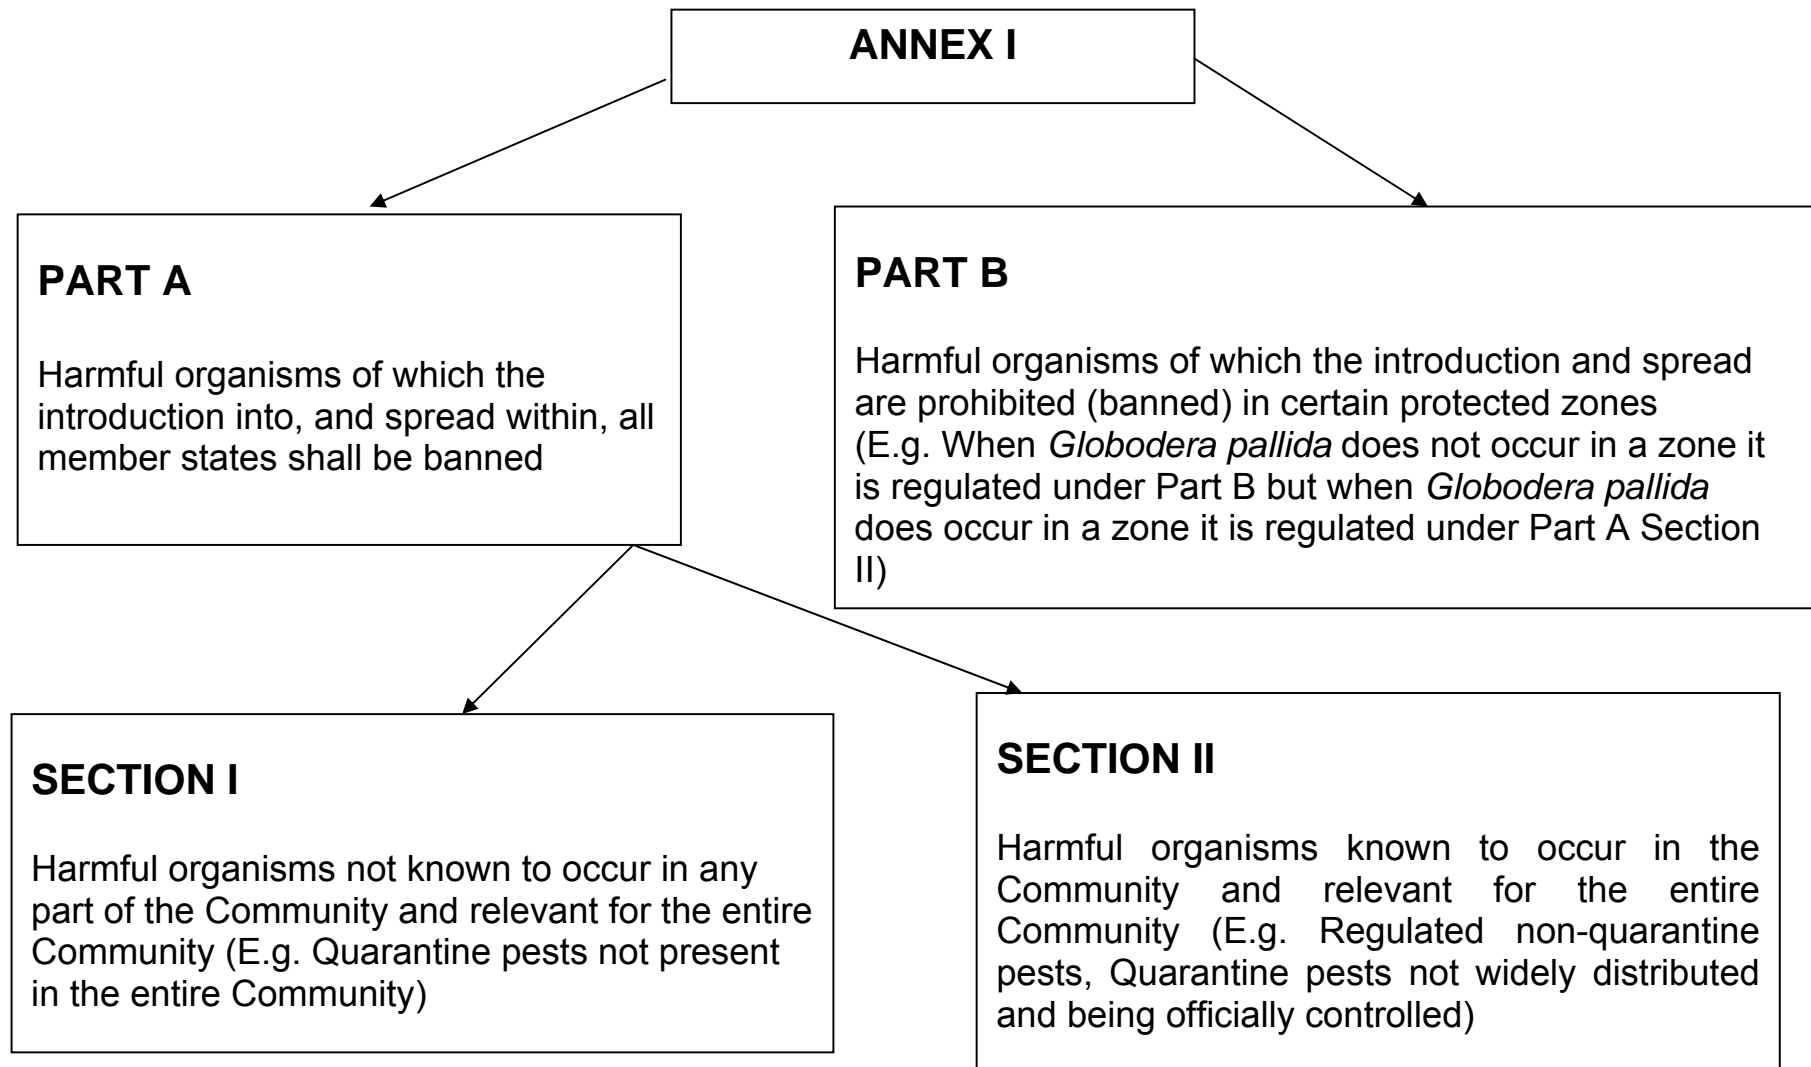 ANNEX I
PART A
Harmful organisms of which the
introduction into, and spread within, all
member states shall be banned
PART B
Harmful organisms of which the introduction and spread
are prohibited (banned) in certain protected zones
(E.g. When Globodera pallida does not occur in a zone it
is regulated under Part B but when Globodera pallida
does occur in a zone it is regulated under Part A Section
II)
SECTION I
Harmful organisms not known to occur in any
part of the Community and relevant for the entire
Community (E.g. Quarantine pests not present
in the entire Community)
SECTION II
Harmful organisms known to occur in the
Community and relevant for the entire
Community (E.g. Regulated non-quarantine
pests, Quarantine pests not widely distributed
and being officially controlled)